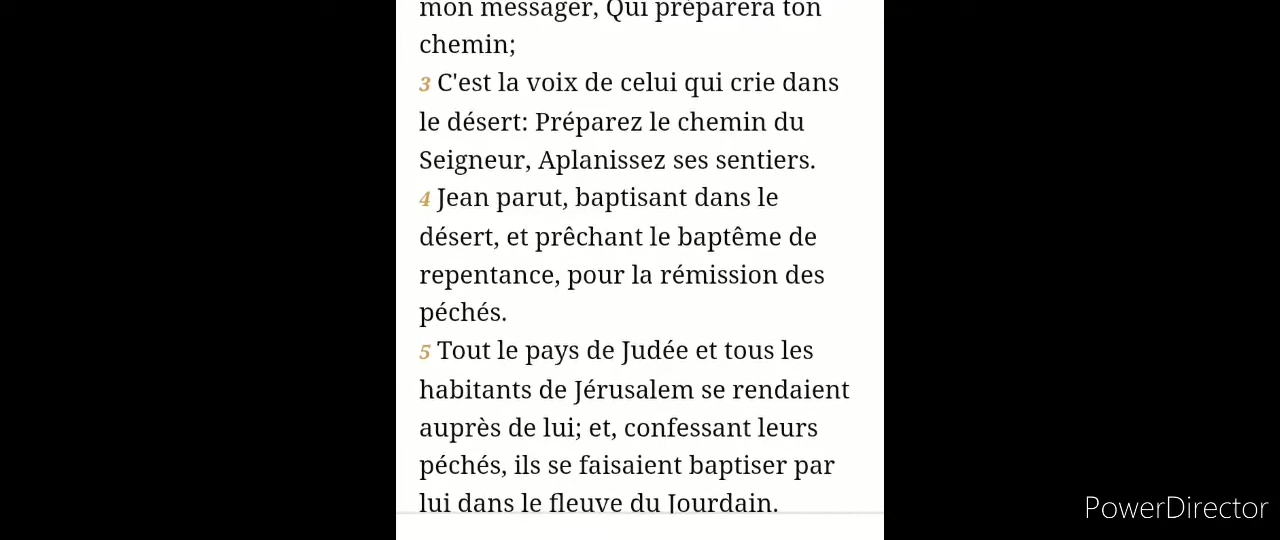 mon messager, Qui préparera ton
chemin;
3 C'est la voix de celui qui crie dans
le désert: Préparez le chemin du
Seigneur, Aplanissez ses sentiers.
4 Jean parut, baptisant dans le
désert, et prêchant le baptême de
repentance, pour la rémission des
péchés.
5 Tout le pays de Judée et tous les
habitants de Jérusalem se rendaient
auprès de lui; et, confessant leurs
péchés, ils se faisaient baptiser par
lui dans le fleuve du Jourdain.
PowerDirector